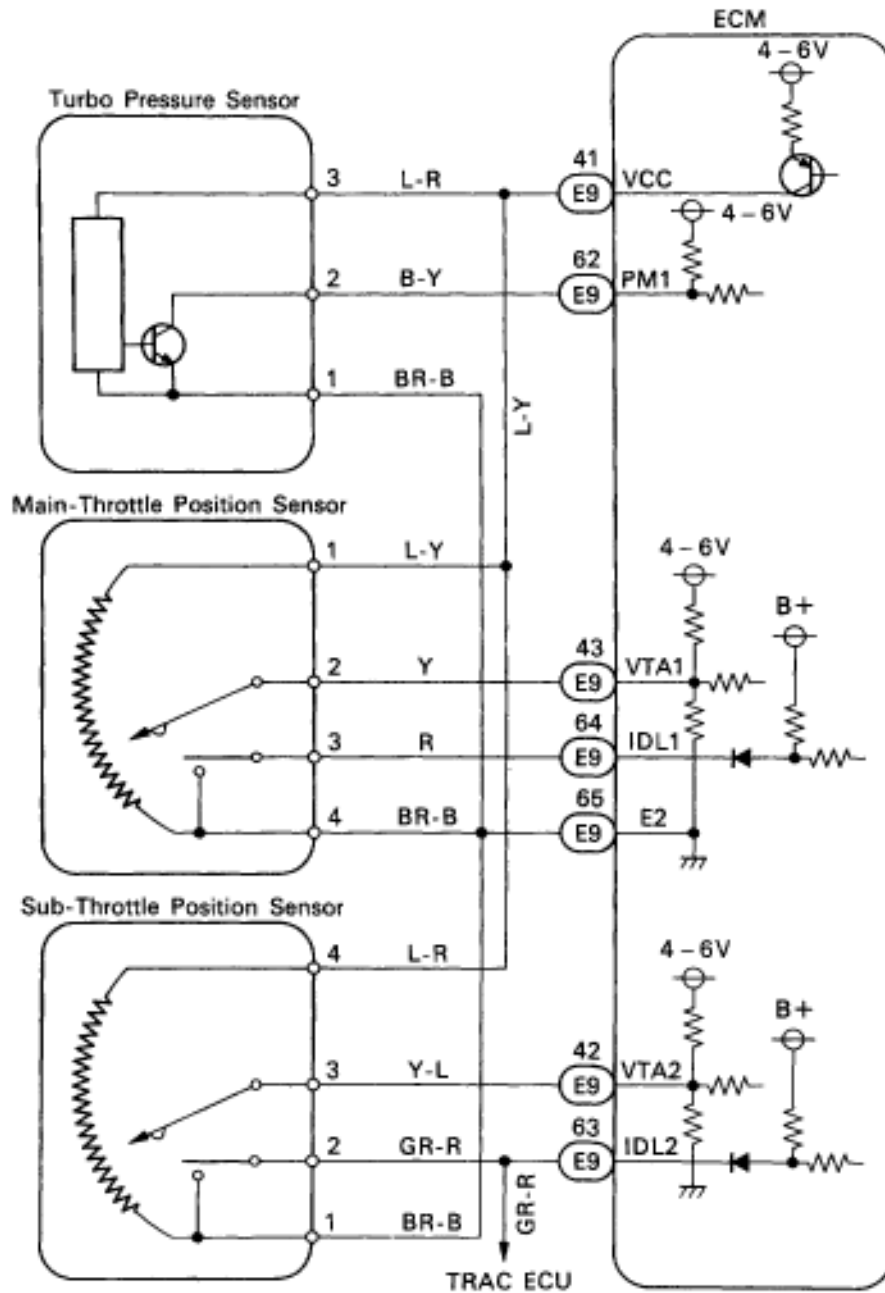 ECM
4-6V
Turbo Pressure Sensor
3 L-R 41 E9 VCC
4-6V
2 B-Y 62 E9 PM1
1 BR-B
L-Y
Main-Throttle Position Sensor
1 L-Y
4-6V
B+
2 Y 43 E9 VTA1
3 R 64 E9 IDL1
4 BR-B 65 E9 E2
Sub-Throttle Position Sensor
4 L-R
4-6V
B+
3 Y-L 42 E9 VTA2
2 GR-R 63 E9 IDL2
1 BR-B
GR-R
TRAC ECU